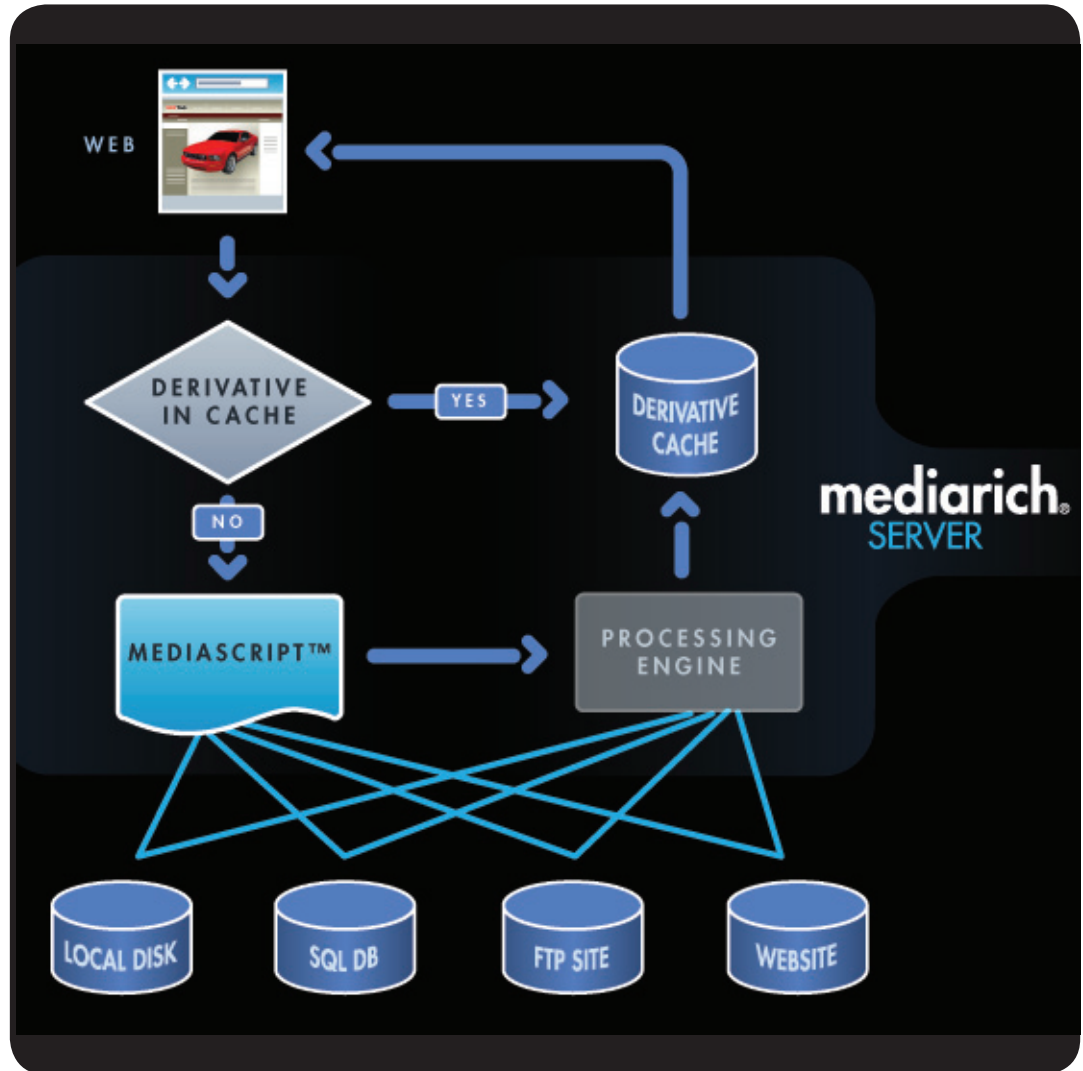 WEB
DERIVATIVE
IN CACHE
YES
DERIVATIVE
CACHE
mediarich®
SERVER
NO
MEDIASCRIPT™
PROCESSING
ENGINE
LOCAL DISK
SQL DB
FTP SITE
WEBSITE